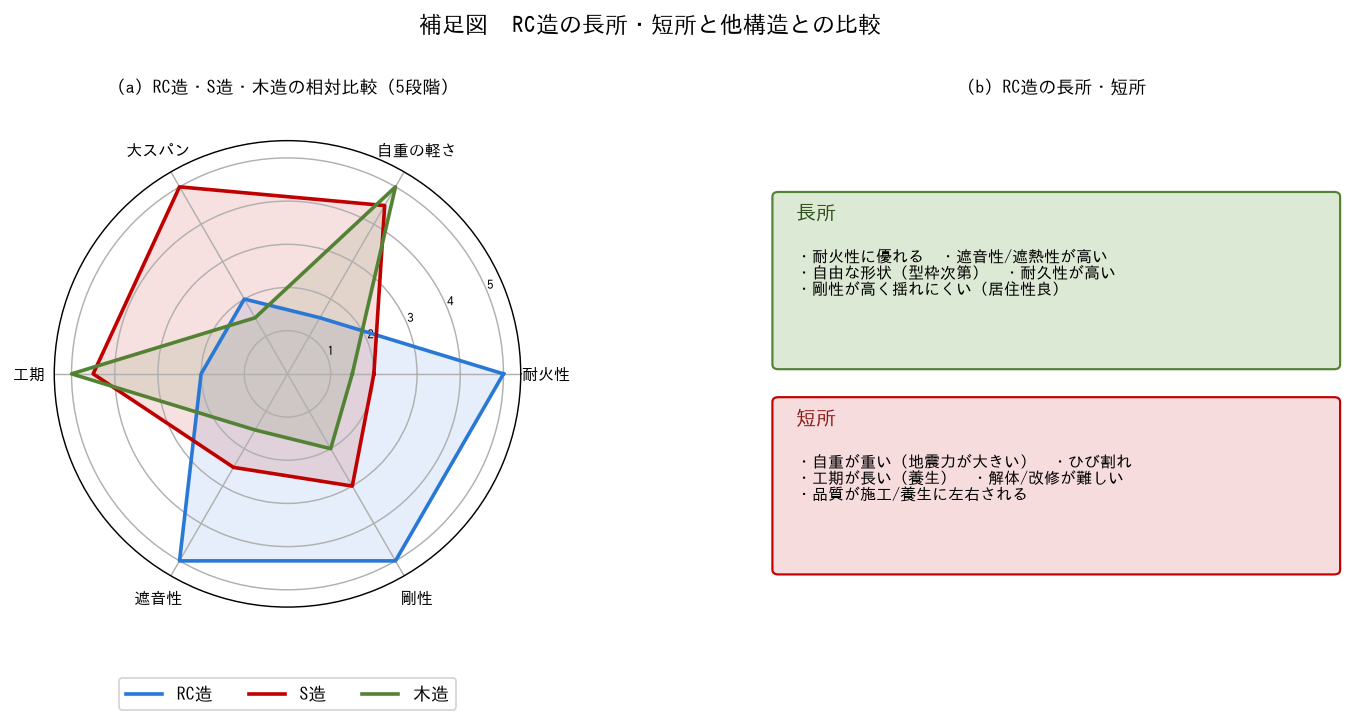 補足図　RC造の長所・短所と他構造との比較
(a) RC造・S造・木造の相対比較（5段階）
大スパン
自重の軽さ
工期
耐火性
遮音性
剛性
1
2
3
4
5
RC造
S造
木造
(b) RC造の長所・短所
長所
・耐火性に優れる　・遮音性/遮熱性が高い
・自由な形状（型枠次第）　・耐久性が高い
・剛性が高く揺れにくい（居住性良）
短所
・自重が重い（地震力が大きい）　・ひび割れ
・工期が長い（養生）　・解体/改修が難しい
・品質が施工/養生に左右される